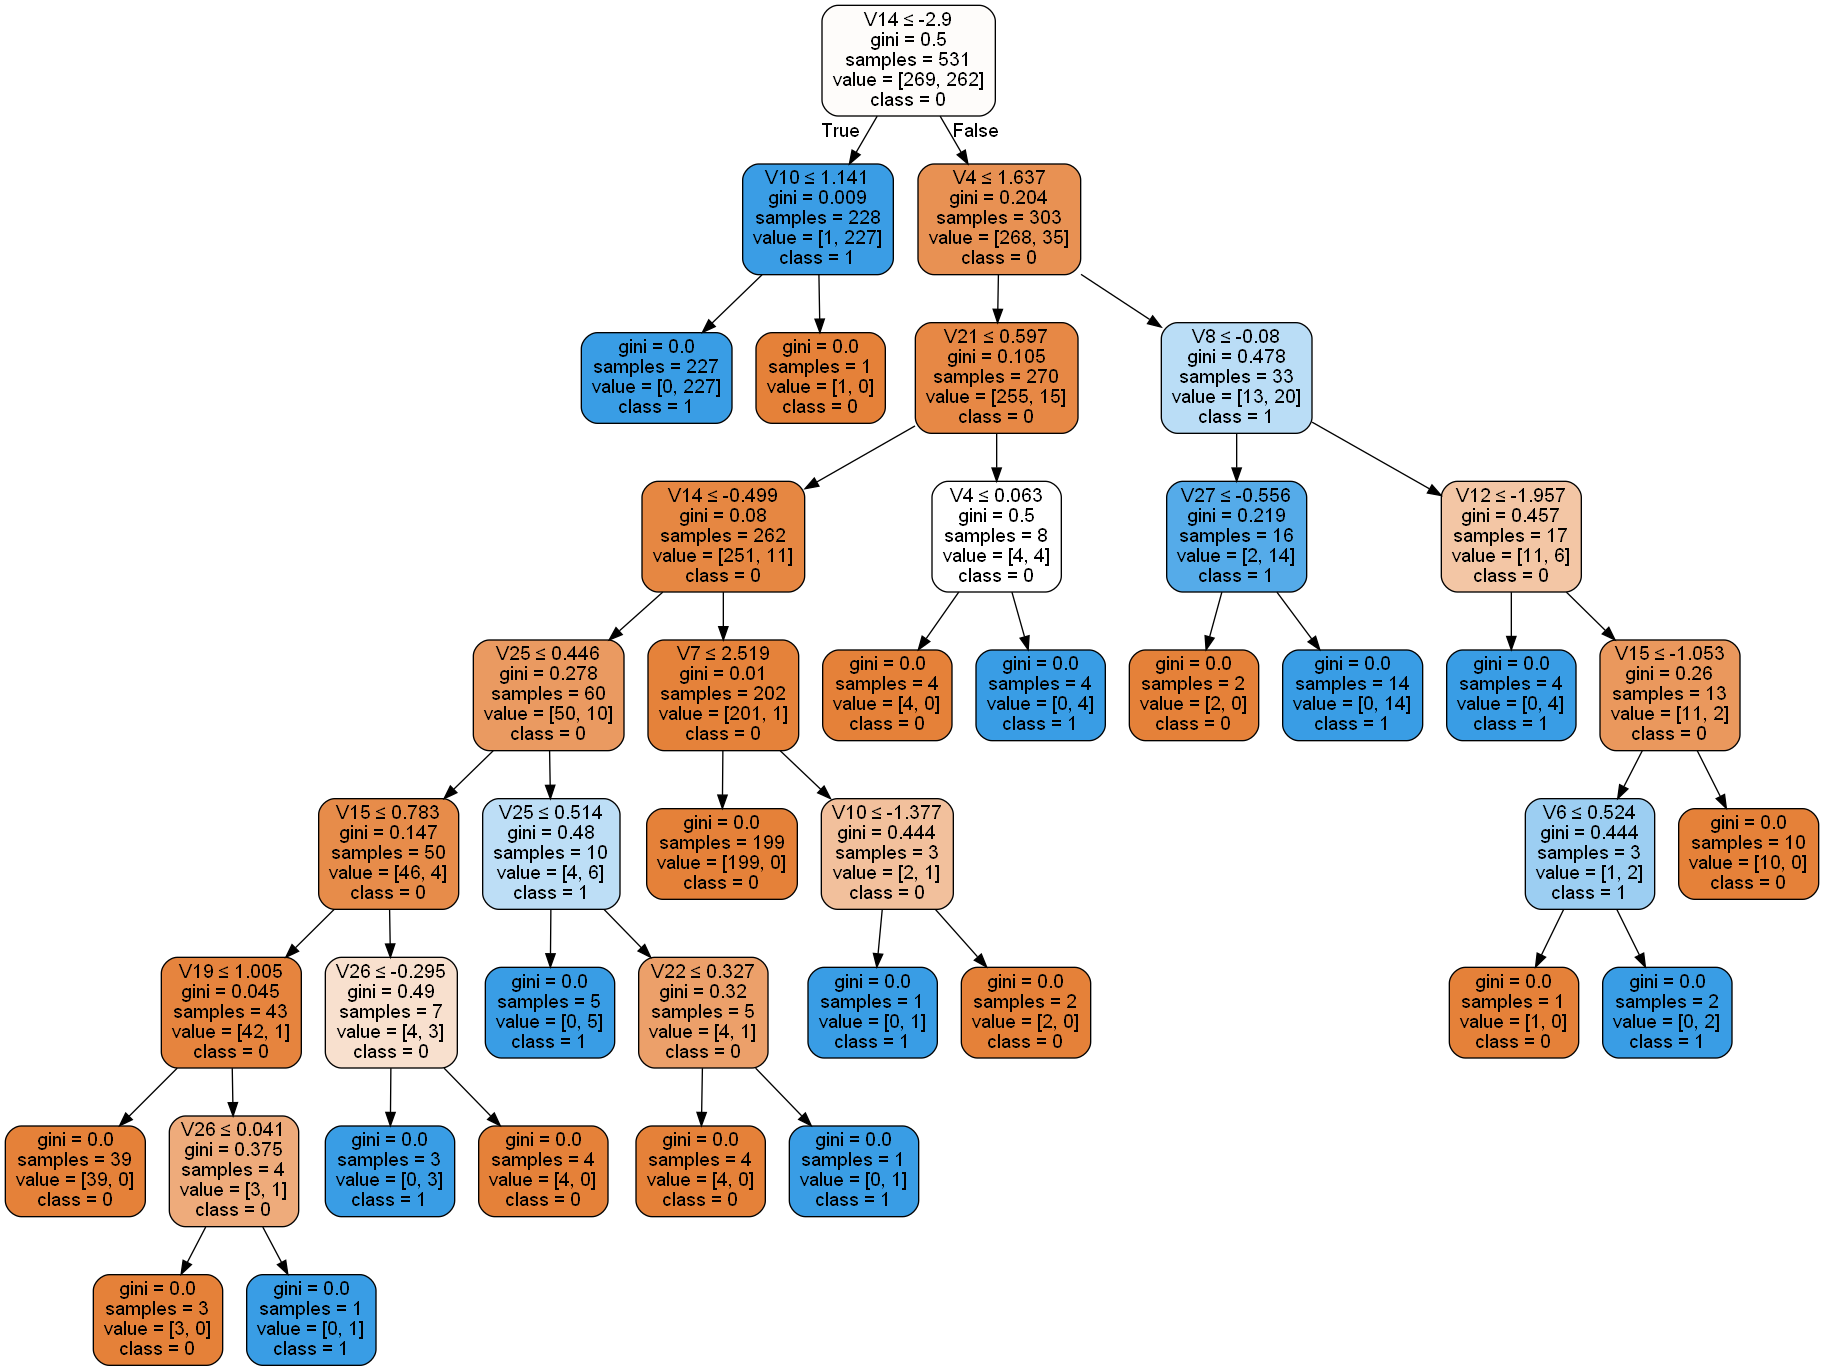 V14 ≤ -2.9
gini = 0.5
samples = 531
value = [269, 262]
class = 0
True
False
V10 ≤ 1.141
gini = 0.009
samples = 228
value = [1, 227]
class = 1
V4 ≤ 1.637
gini = 0.204
samples = 303
value = [268, 35]
class = 0
gini = 0.0
samples = 227
value = [0, 227]
class = 1
gini = 0.0
samples = 1
value = [1, 0]
class = 0
V21 ≤ 0.597
gini = 0.105
samples = 270
value = [255, 15]
class = 0
V8 ≤ -0.08
gini = 0.478
samples = 33
value = [13, 20]
class = 1
V14 ≤ -0.499
gini = 0.08
samples = 262
value = [251, 11]
class = 0
V4 ≤ 0.063
gini = 0.5
samples = 8
value = [4, 4]
class = 0
V27 ≤ -0.556
gini = 0.219
samples = 16
value = [2, 14]
class = 1
V12 ≤ -1.957
gini = 0.457
samples = 17
value = [11, 6]
class = 0
V25 ≤ 0.446
gini = 0.278
samples = 60
value = [50, 10]
class = 0
V7 ≤ 2.519
gini = 0.01
samples = 202
value = [201, 1]
class = 0
gini = 0.0
samples = 4
value = [4, 0]
class = 0
gini = 0.0
samples = 4
value = [0, 4]
class = 1
gini = 0.0
samples = 2
value = [2, 0]
class = 0
gini = 0.0
samples = 14
value = [0, 14]
class = 1
gini = 0.0
samples = 4
value = [0, 4]
class = 1
V15 ≤ -1.053
gini = 0.26
samples = 13
value = [11, 2]
class = 0
V15 ≤ 0.783
gini = 0.147
samples = 50
value = [46, 4]
class = 0
V25 ≤ 0.514
gini = 0.48
samples = 10
value = [4, 6]
class = 1
gini = 0.0
samples = 199
value = [199, 0]
class = 0
V10 ≤ -1.377
gini = 0.444
samples = 3
value = [2, 1]
class = 0
V6 ≤ 0.524
gini = 0.444
samples = 3
value = [1, 2]
class = 1
gini = 0.0
samples = 10
value = [10, 0]
class = 0
V19 ≤ 1.005
gini = 0.045
samples = 43
value = [42, 1]
class = 0
V26 ≤ -0.295
gini = 0.49
samples = 7
value = [4, 3]
class = 0
gini = 0.0
samples = 5
value = [0, 5]
class = 1
V22 ≤ 0.327
gini = 0.32
samples = 5
value = [4, 1]
class = 0
gini = 0.0
samples = 1
value = [0, 1]
class = 1
gini = 0.0
samples = 2
value = [2, 0]
class = 0
gini = 0.0
samples = 1
value = [1, 0]
class = 0
gini = 0.0
samples = 2
value = [0, 2]
class = 1
gini = 0.0
samples = 39
value = [39, 0]
class = 0
V26 ≤ 0.041
gini = 0.375
samples = 4
value = [3, 1]
class = 0
gini = 0.0
samples = 3
value = [0, 3]
class = 1
gini = 0.0
samples = 4
value = [4, 0]
class = 0
gini = 0.0
samples = 4
value = [4, 0]
class = 0
gini = 0.0
samples = 1
value = [0, 1]
class = 1
gini = 0.0
samples = 3
value = [3, 0]
class = 0
gini = 0.0
samples = 1
value = [0, 1]
class = 1